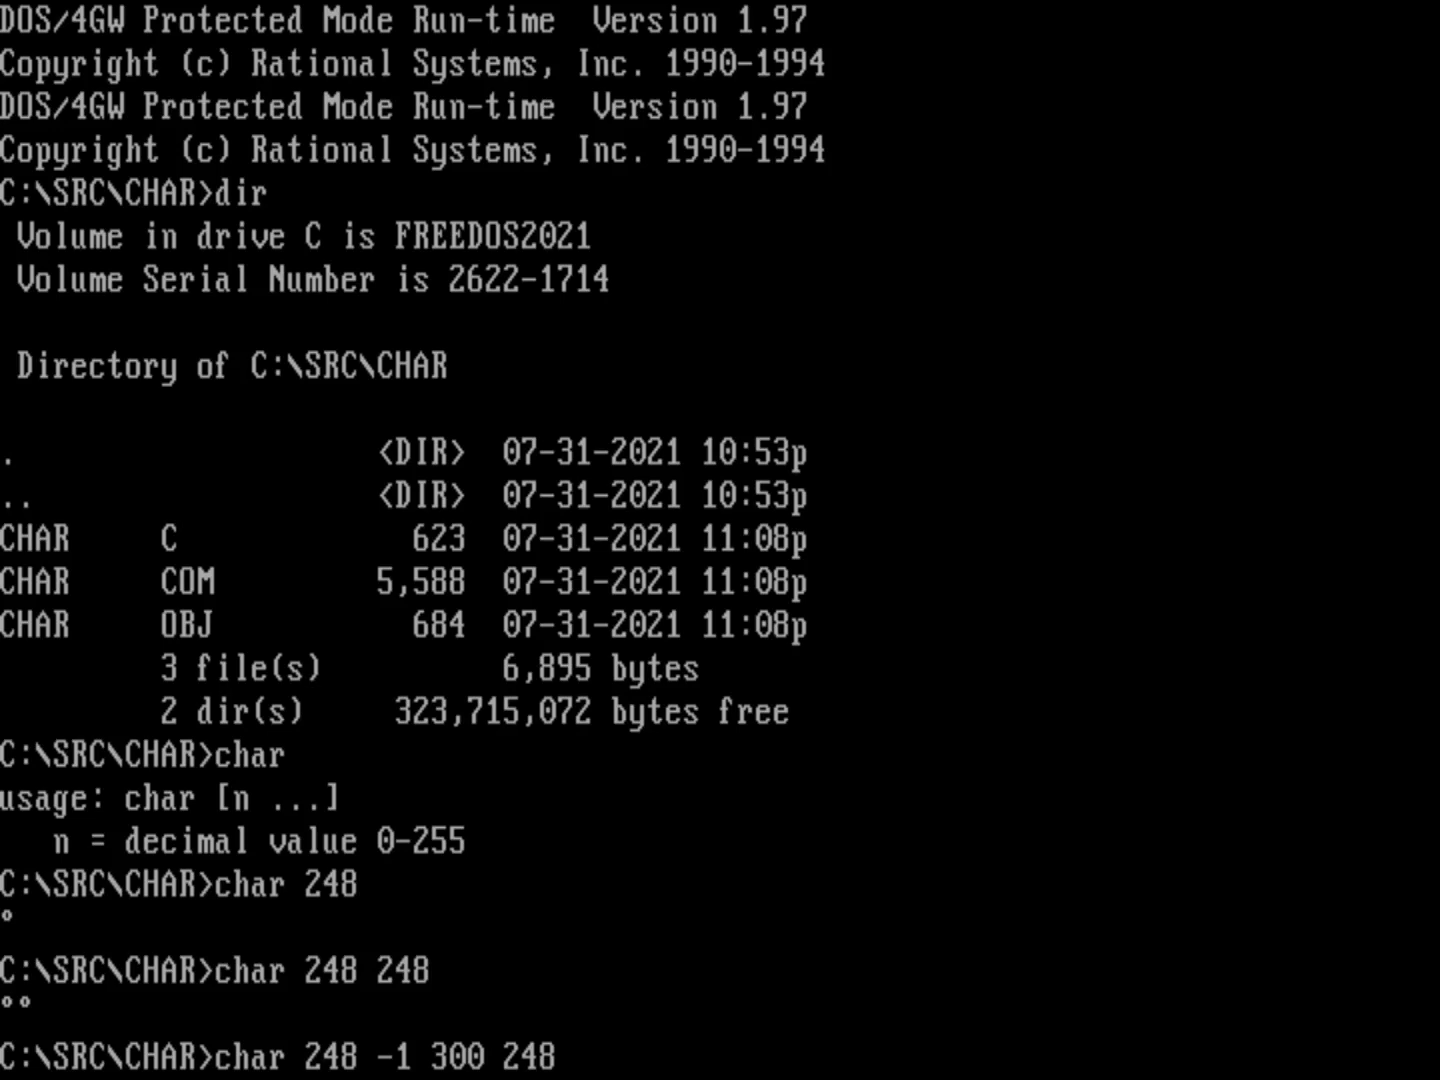 DOS/4GW Protected Mode Run-time  Version 1.97
Copyright (c) Rational Systems, Inc. 1990-1994
DOS/4GW Protected Mode Run-time  Version 1.97
Copyright (c) Rational Systems, Inc. 1990-1994
C:\SRC\CHAR>dir
 Volume in drive C is FREEDOS2021
 Volume Serial Number is 2622-1714
 Directory of C:\SRC\CHAR
.                    <DIR>  07-31-2021 10:53p
..                   <DIR>  07-31-2021 10:53p
CHAR     C             623  07-31-2021 11:08p
CHAR     COM         5,588  07-31-2021 11:08p
CHAR     OBJ           684  07-31-2021 11:08p
         3 file(s)          6,895 bytes
         2 dir(s)     323,715,072 bytes free
C:\SRC\CHAR>char
usage: char [n ...]
   n = decimal value 0-255
C:\SRC\CHAR>char 248
°
C:\SRC\CHAR>char 248 248
°°
C:\SRC\CHAR>char 248 -1 300 248